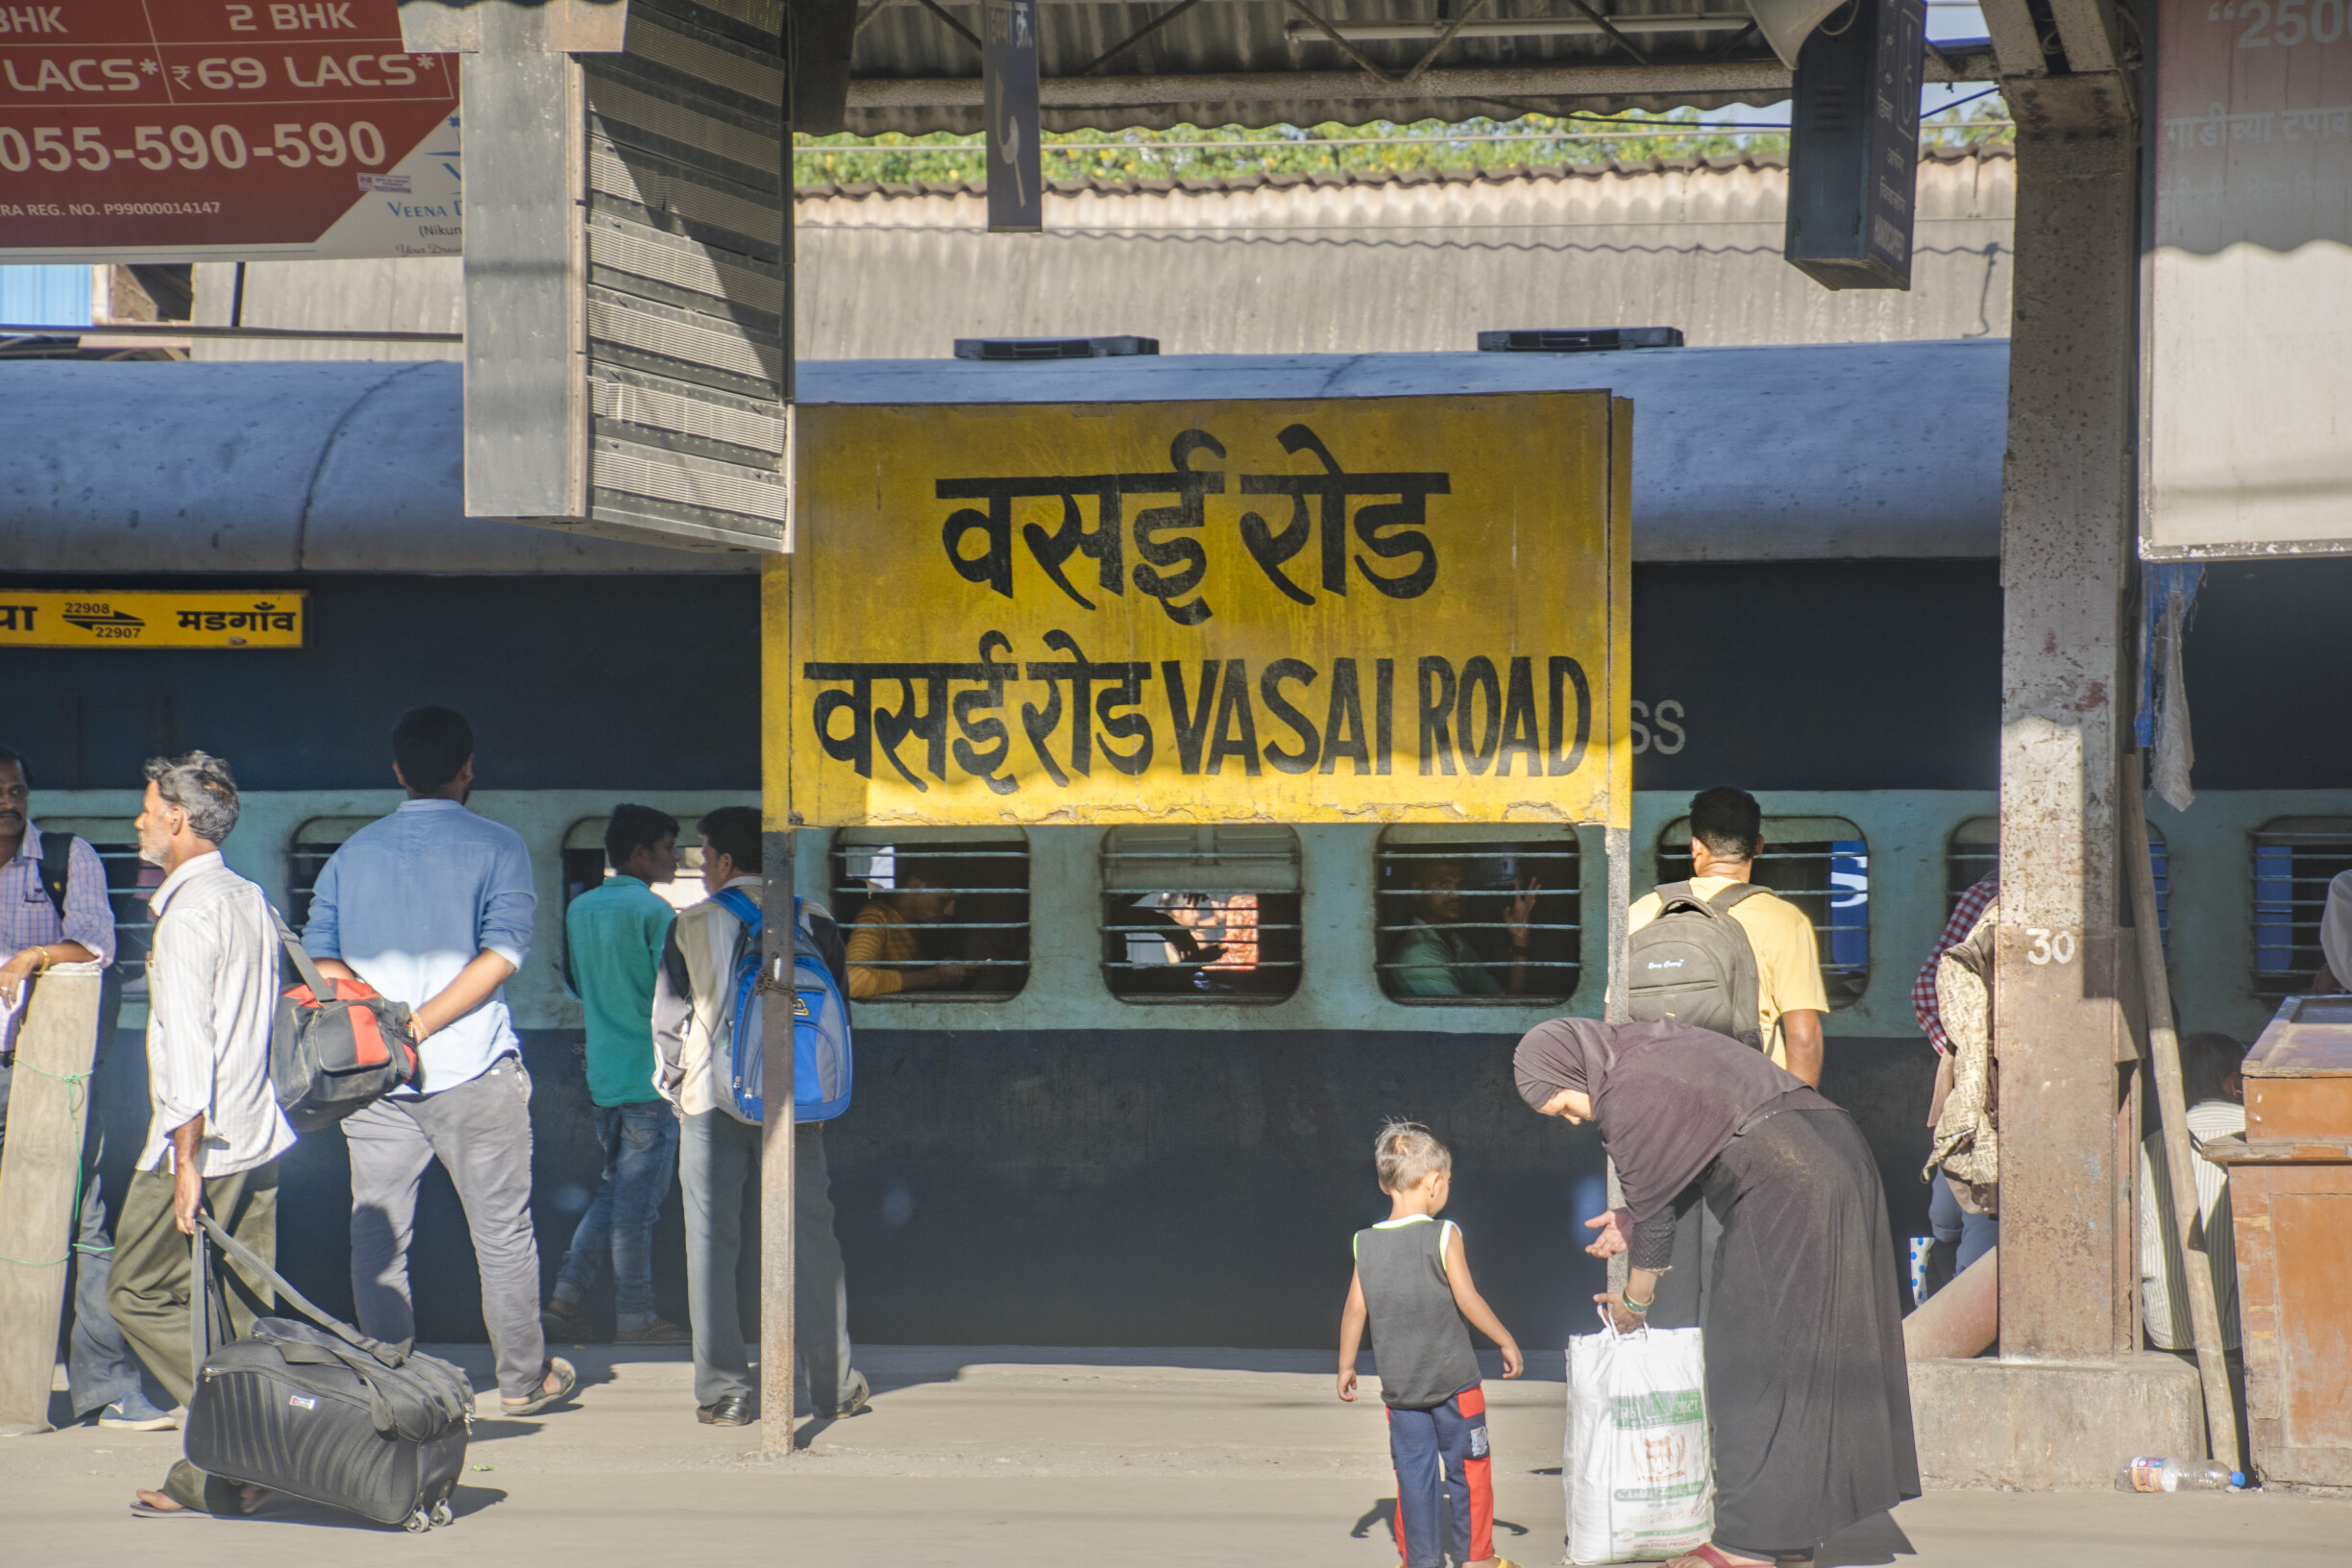 BHK 2 BHK
LACS* ₹69 LACS*
055-590-590
RA REG. NO. P99000014147
VEENA
"250
गाडीच्या
वसई रोड
वसई रोड VASAI ROAD
22908
मडगाँव
22907
SS
30
S